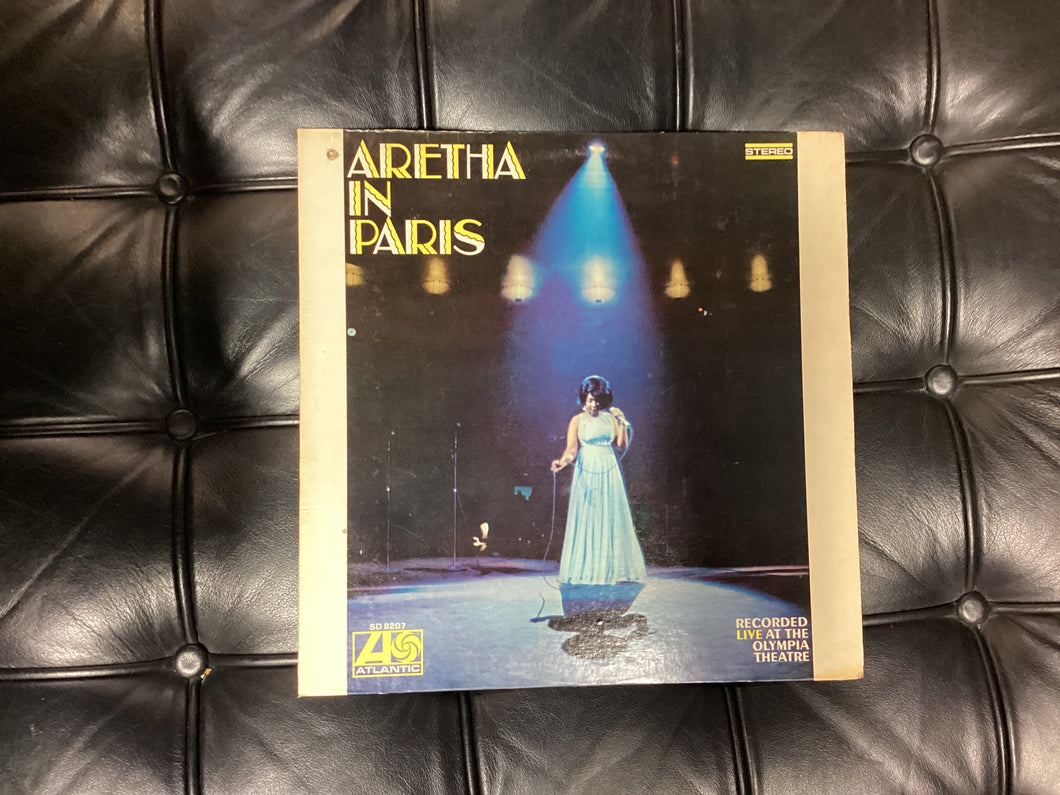 ARETHA
IN
PARIS
STEREO
SD 8207
ATLANTIC
RECORDED
LIVE AT THE
OLYMPIA
THEATRE